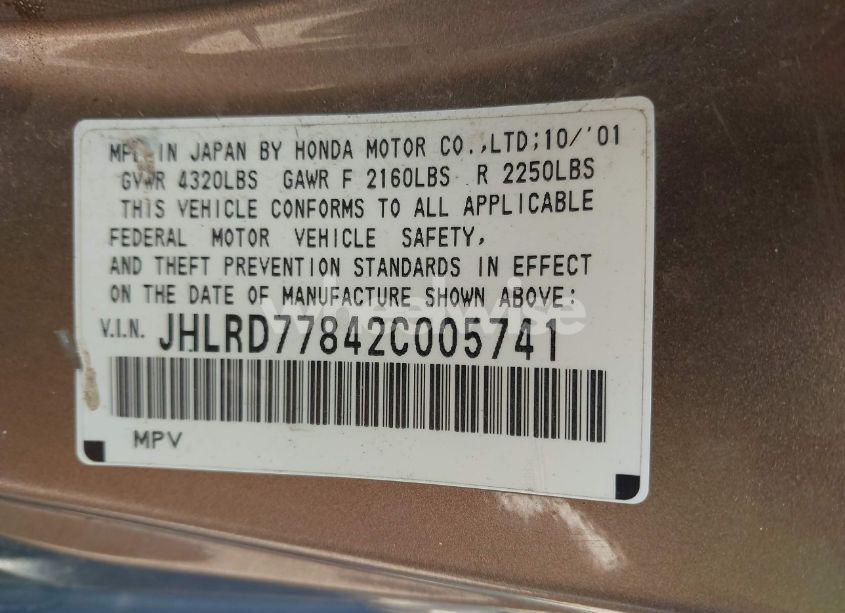 MFD IN JAPAN BY HONDA MOTOR CO.,LTD;10/'01
GVWR 4320LBS GAWR F 2160LBS R 2250LBS
THIS VEHICLE CONFORMS TO ALL APPLICABLE
FEDERAL MOTOR VEHICLE SAFETY,
AND THEFT PREVENTION STANDARDS IN EFFECT
ON THE DATE OF MANUFACTURE SHOWN ABOVE:
wheelwise
V.I.N. JHLRD77842C005741
MPV